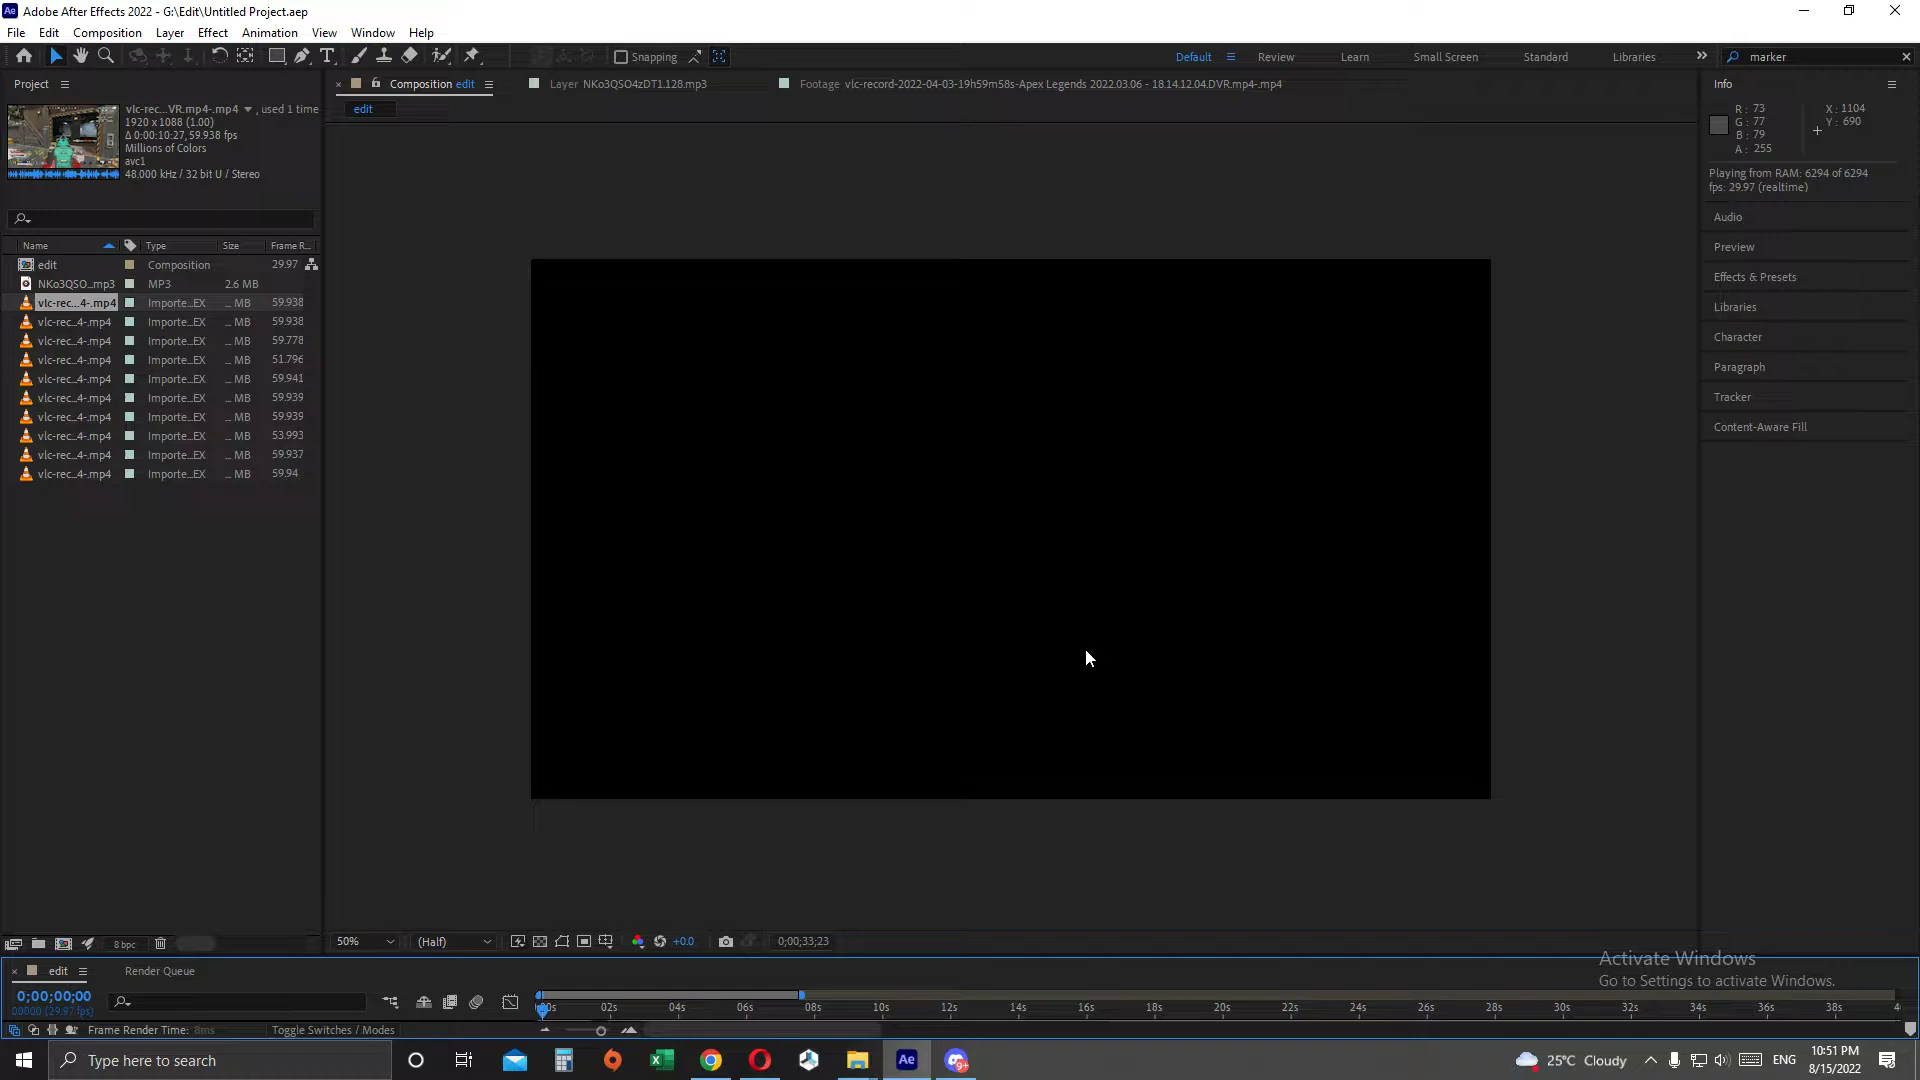 Ae Adobe After Effects 2022 - G:\Edit\Untitled Project.aep
File Edit Composition Layer Effect Animation View Window Help
Snapping Default Review Learn Small Screen Standard Libraries marker
Project
vlc-rec...VR.mp4-.mp4 , used 1 time
1920 x 1088 (1.00)
Δ 0:00:10:27, 59.938 fps
Millions of Colors
avc1
48.000 kHz / 32 bit U / Stereo
Name Type Size Frame R...
edit Composition 29.97
NKo3QSO...mp3 MP3 2.6 MB
vlc-rec...4-.mp4 Importe...EX ... MB 59.938
vlc-rec...4-.mp4 Importe...EX ... MB 59.938
vlc-rec...4-.mp4 Importe...EX ... MB 59.778
vlc-rec...4-.mp4 Importe...EX ... MB 51.796
vlc-rec...4-.mp4 Importe...EX ... MB 59.941
vlc-rec...4-.mp4 Importe...EX ... MB 59.939
vlc-rec...4-.mp4 Importe...EX ... MB 59.939
vlc-rec...4-.mp4 Importe...EX ... MB 53.993
vlc-rec...4-.mp4 Importe...EX ... MB 59.937
vlc-rec...4-.mp4 Importe...EX ... MB 59.94
8 bpc
Composition edit Layer NKo3QSO4zDT1.128.mp3 Footage vlc-record-2022-04-03-19h59m58s-Apex Legends 2022.03.06 - 18.14.12.04.DVR.mp4-.mp4
edit
50% (Half) +0.0 0;00;33;23
Info
R : 73 X : 1104
G : 77 Y : 690
B : 79
A : 255
Playing from RAM: 6294 of 6294
fps: 29.97 (realtime)
Audio
Preview
Effects & Presets
Libraries
Character
Paragraph
Tracker
Content-Aware Fill
Activate Windows
Go to Settings to activate Windows.
edit Render Queue
0;00;00;00
00000 (29.97 fps)
02s 04s 06s 08s 10s 12s 14s 16s 18s 20s 22s 24s 26s 28s 30s 32s 34s 36s 38s
Frame Render Time: 8ms Toggle Switches / Modes
Type here to search Ae 9+ 25°C Cloudy ENG 10:51 PM
8/15/2022